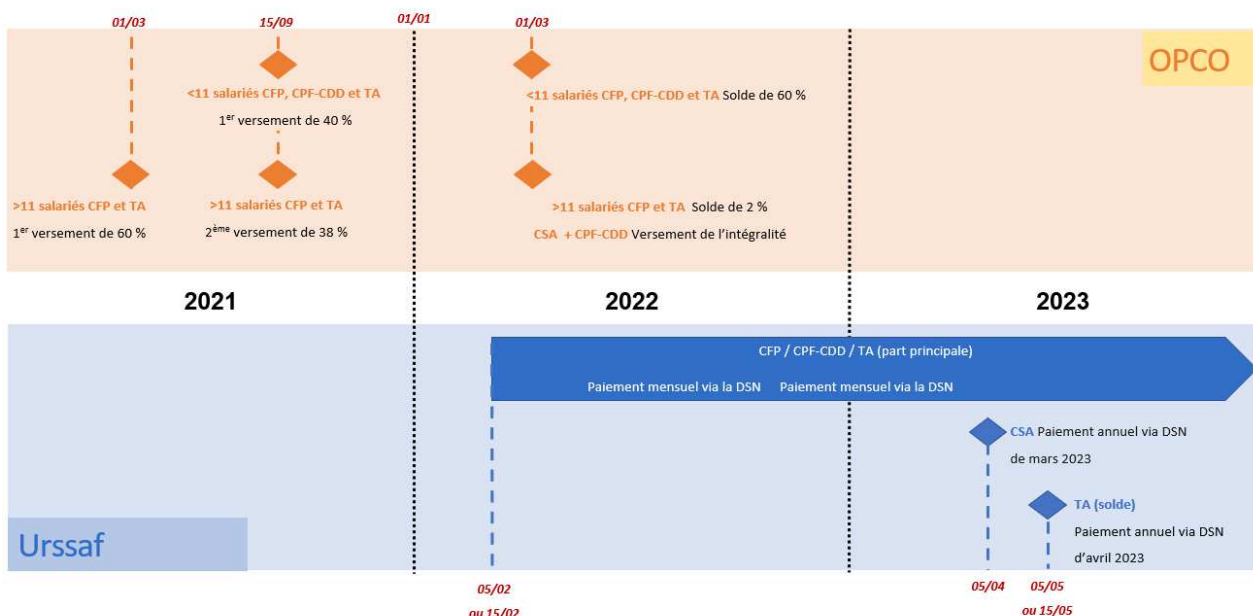 01/03
15/09
01/01
01/03
OPCO
<11 salariés CFP, CPF-CDD et TA
1er versement de 40 %
<11 salariés CFP, CPF-CDD et TA Solde de 60 %
>11 salariés CFP et TA
1er versement de 60 %
>11 salariés CFP et TA
2ème versement de 38 %
>11 salariés CFP et TA Solde de 2 %
CSA + CPF-CDD Versement de l'intégralité
2021
2022
2023
CFP / CPF-CDD / TA (part principale)
Paiement mensuel via la DSN Paiement mensuel via la DSN
CSA Paiement annuel via DSN
de mars 2023
TA (solde)
Paiement annuel via DSN
d'avril 2023
Urssaf
05/02
ou 15/02
05/04
05/05
ou 15/05